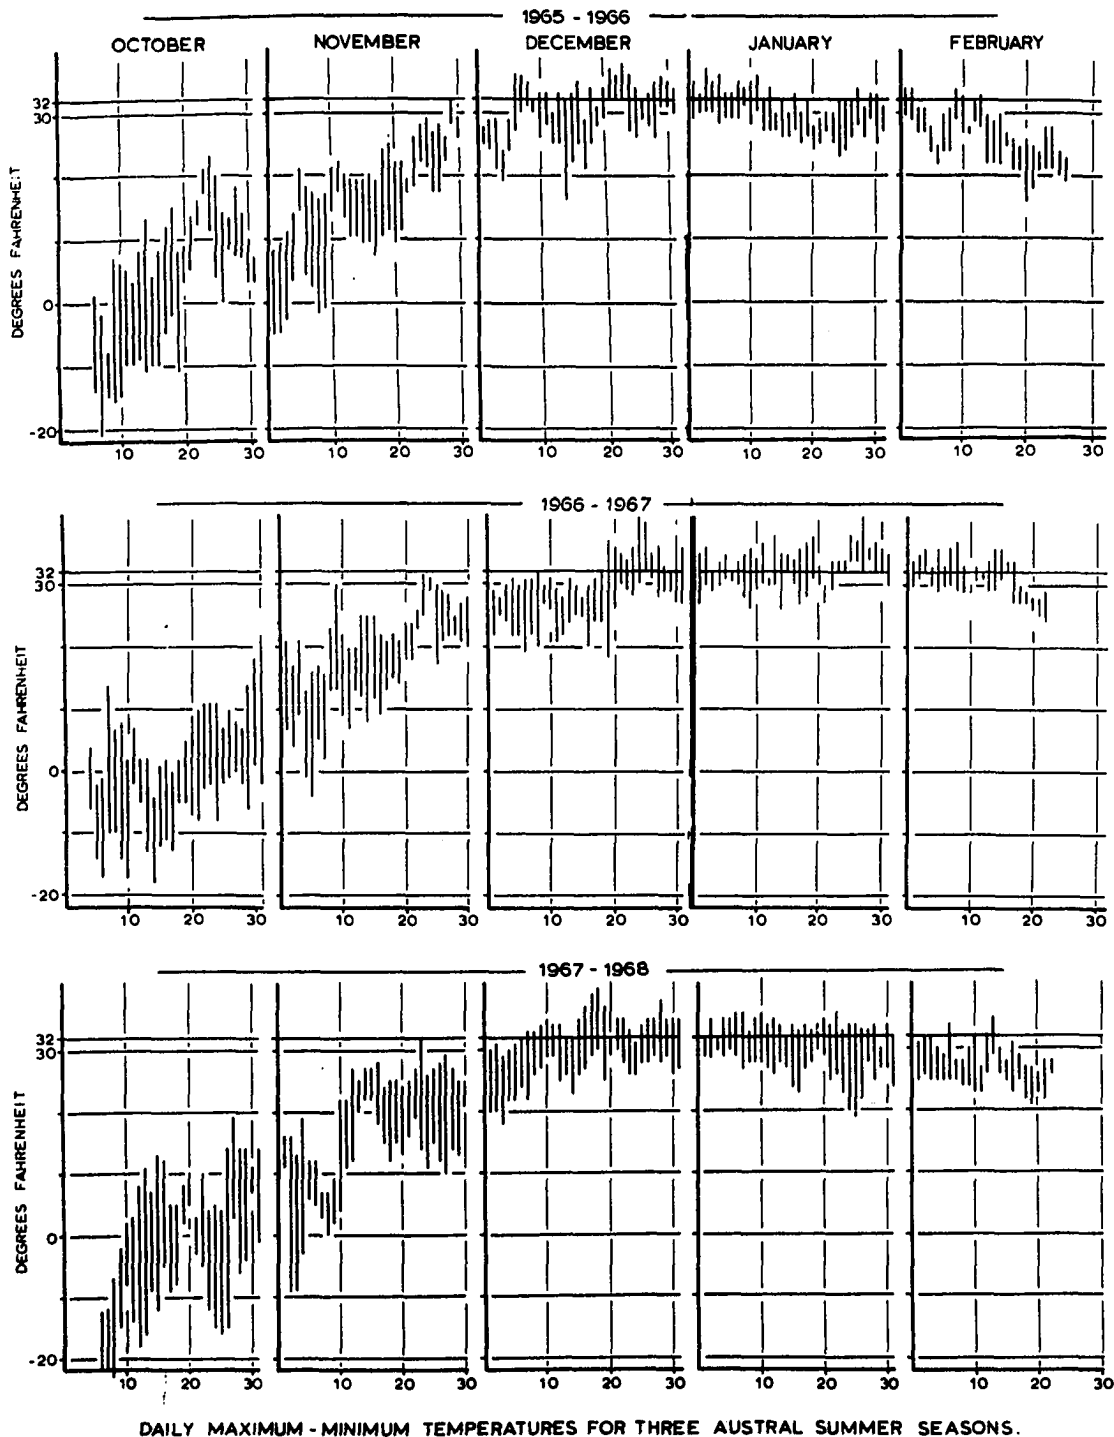 1965 - 1966
OCTOBER NOVEMBER DECEMBER JANUARY FEBRUARY
DEGREES FAHRENHEIT
32
30
0
-20
10 20 30 10 20 30 10 20 30 10 20 30 10 20 30
1966 - 1967
DEGREES FAHRENHEIT
32
30
0
-20
10 20 30 10 20 30 10 20 30 10 20 30 10 20 30
1967 - 1968
DEGREES FAHRENHEIT
32
30
0
-20
10 20 30 10 20 30 10 20 30 10 20 30 10 20 30
DAILY MAXIMUM - MINIMUM TEMPERATURES FOR THREE AUSTRAL SUMMER SEASONS.